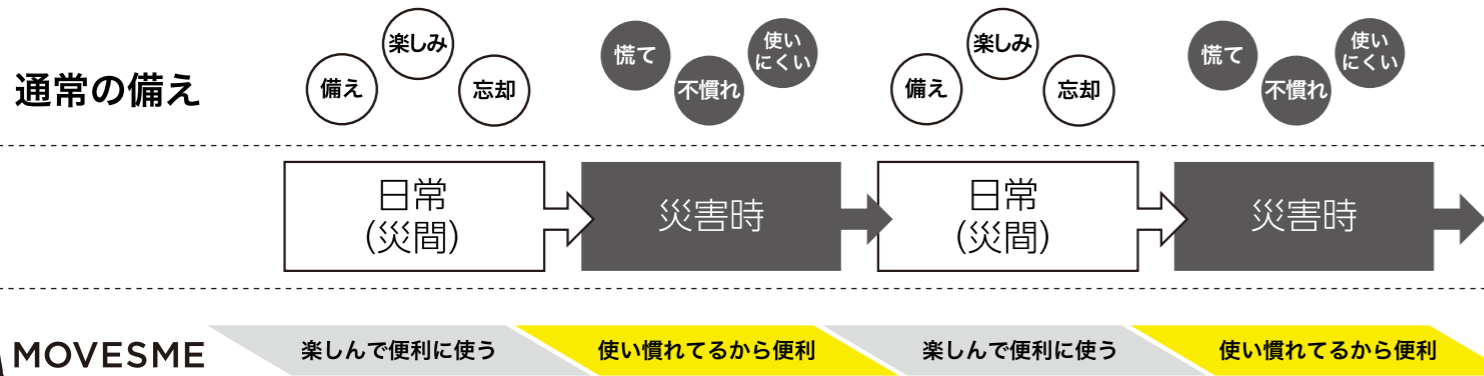 通常の備え
備え
楽しみ
忘却
慌て
不慣れ
使い
にくい
備え
楽しみ
忘却
慌て
不慣れ
使い
にくい
日常
(災間)
災害時
日常
(災間)
災害時
MOVESME
楽しんで便利に使う
使い慣れてるから便利
楽しんで便利に使う
使い慣れてるから便利